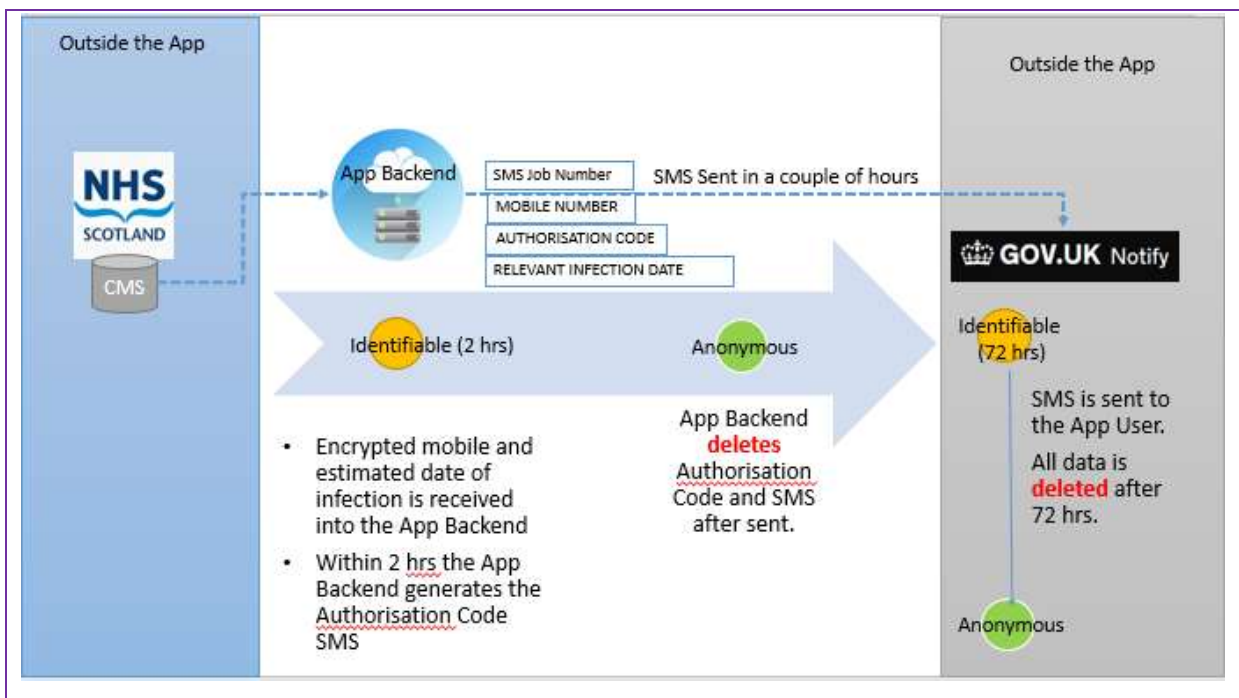 Outside the App
NHS
SCOTLAND
CMS
App Backend
SMS Job Number
MOBILE NUMBER
AUTHORISATION CODE
RELEVANT INFECTION DATE
SMS Sent in a couple of hours
Identifiable (2 hrs)
Anonymous
• Encrypted mobile and
estimated date of
infection is received
into the App Backend
• Within 2 hrs the App
Backend generates the
Authorisation Code
SMS
App Backend
deletes
Authorisation
Code and SMS
after sent.
Outside the App
GOV.UK Notify
Identifiable
(72 hrs)
SMS is sent to
the App User.
All data is
deleted after
72 hrs.
Anonymous